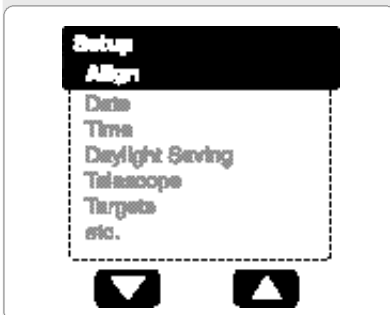 Setup
Align
Date
Time
Daylight Saving
Telescope
Targets
etc.